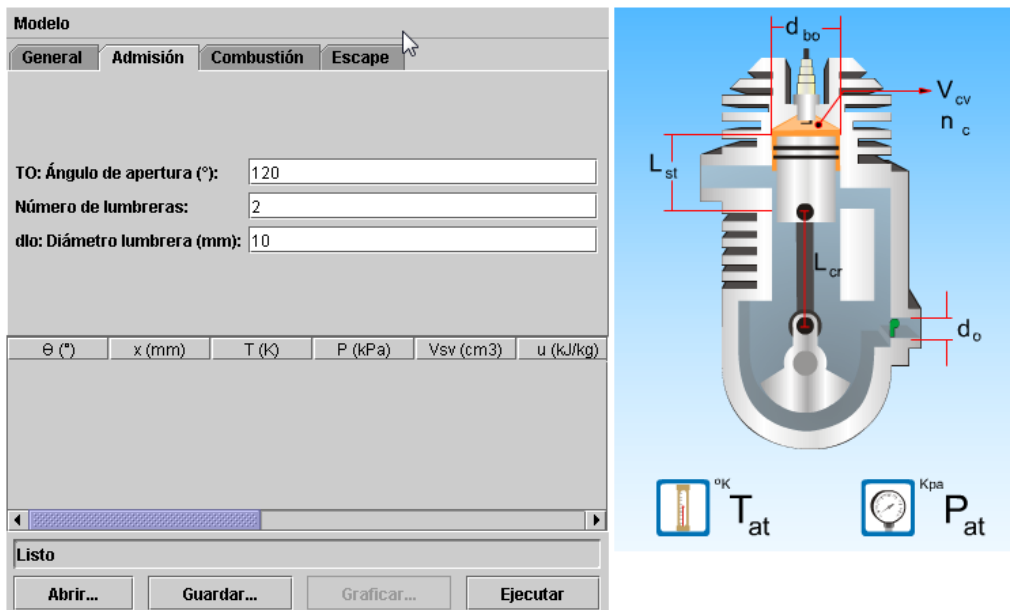 Modelo
General Admisión Combustión Escape
TO: Ángulo de apertura (°): 120
Número de lumbreras: 2
dlo: Diámetro lumbrera (mm): 10
Θ (°) x (mm) T (K) P (kPa) Vsv (cm3) u (kJ/kg)
Listo
Abrir... Guardar... Graficar... Ejecutar
d bo
V cv
n c
L st
L cr
d o
ºK
T at
Kpa
P at